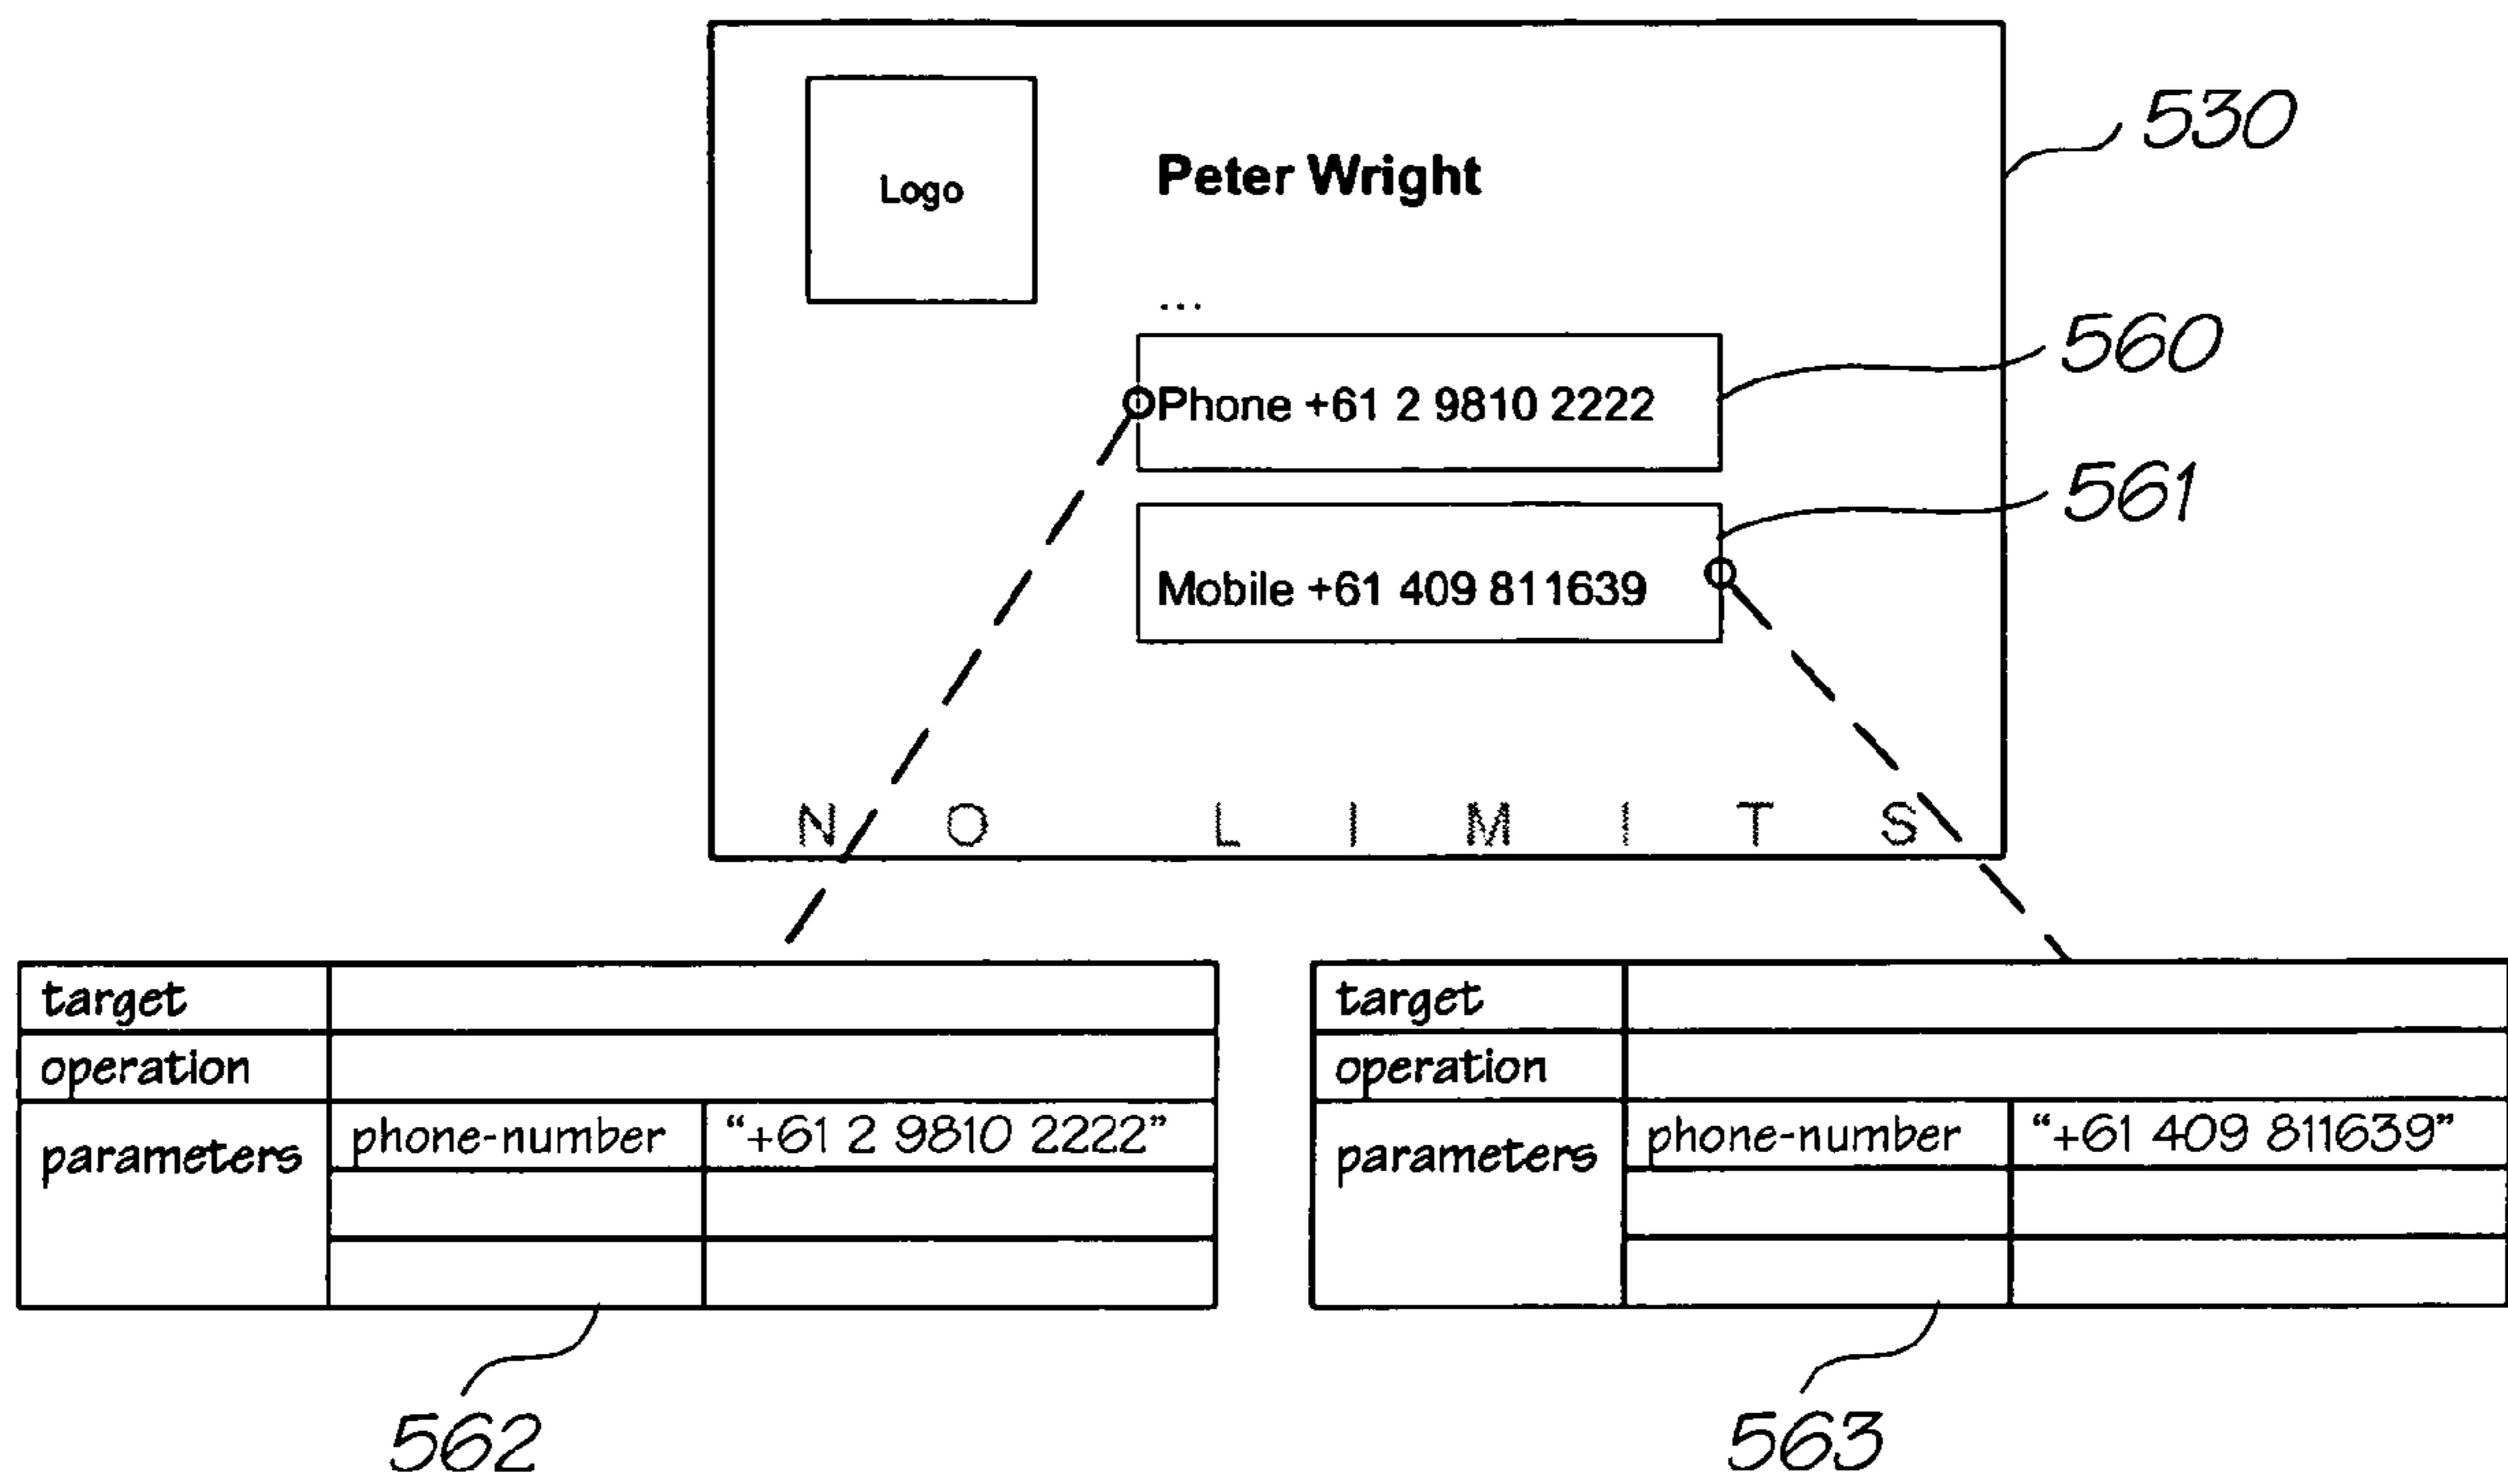 530
Logo
Peter Wright
...
560
Phone +61 2 9810 2222
561
Mobile +61 409 811639
N O L I M I T S
target
operation
parameters phone-number “+61 2 9810 2222”
562
target
operation
parameters phone-number “+61 409 811639”
563